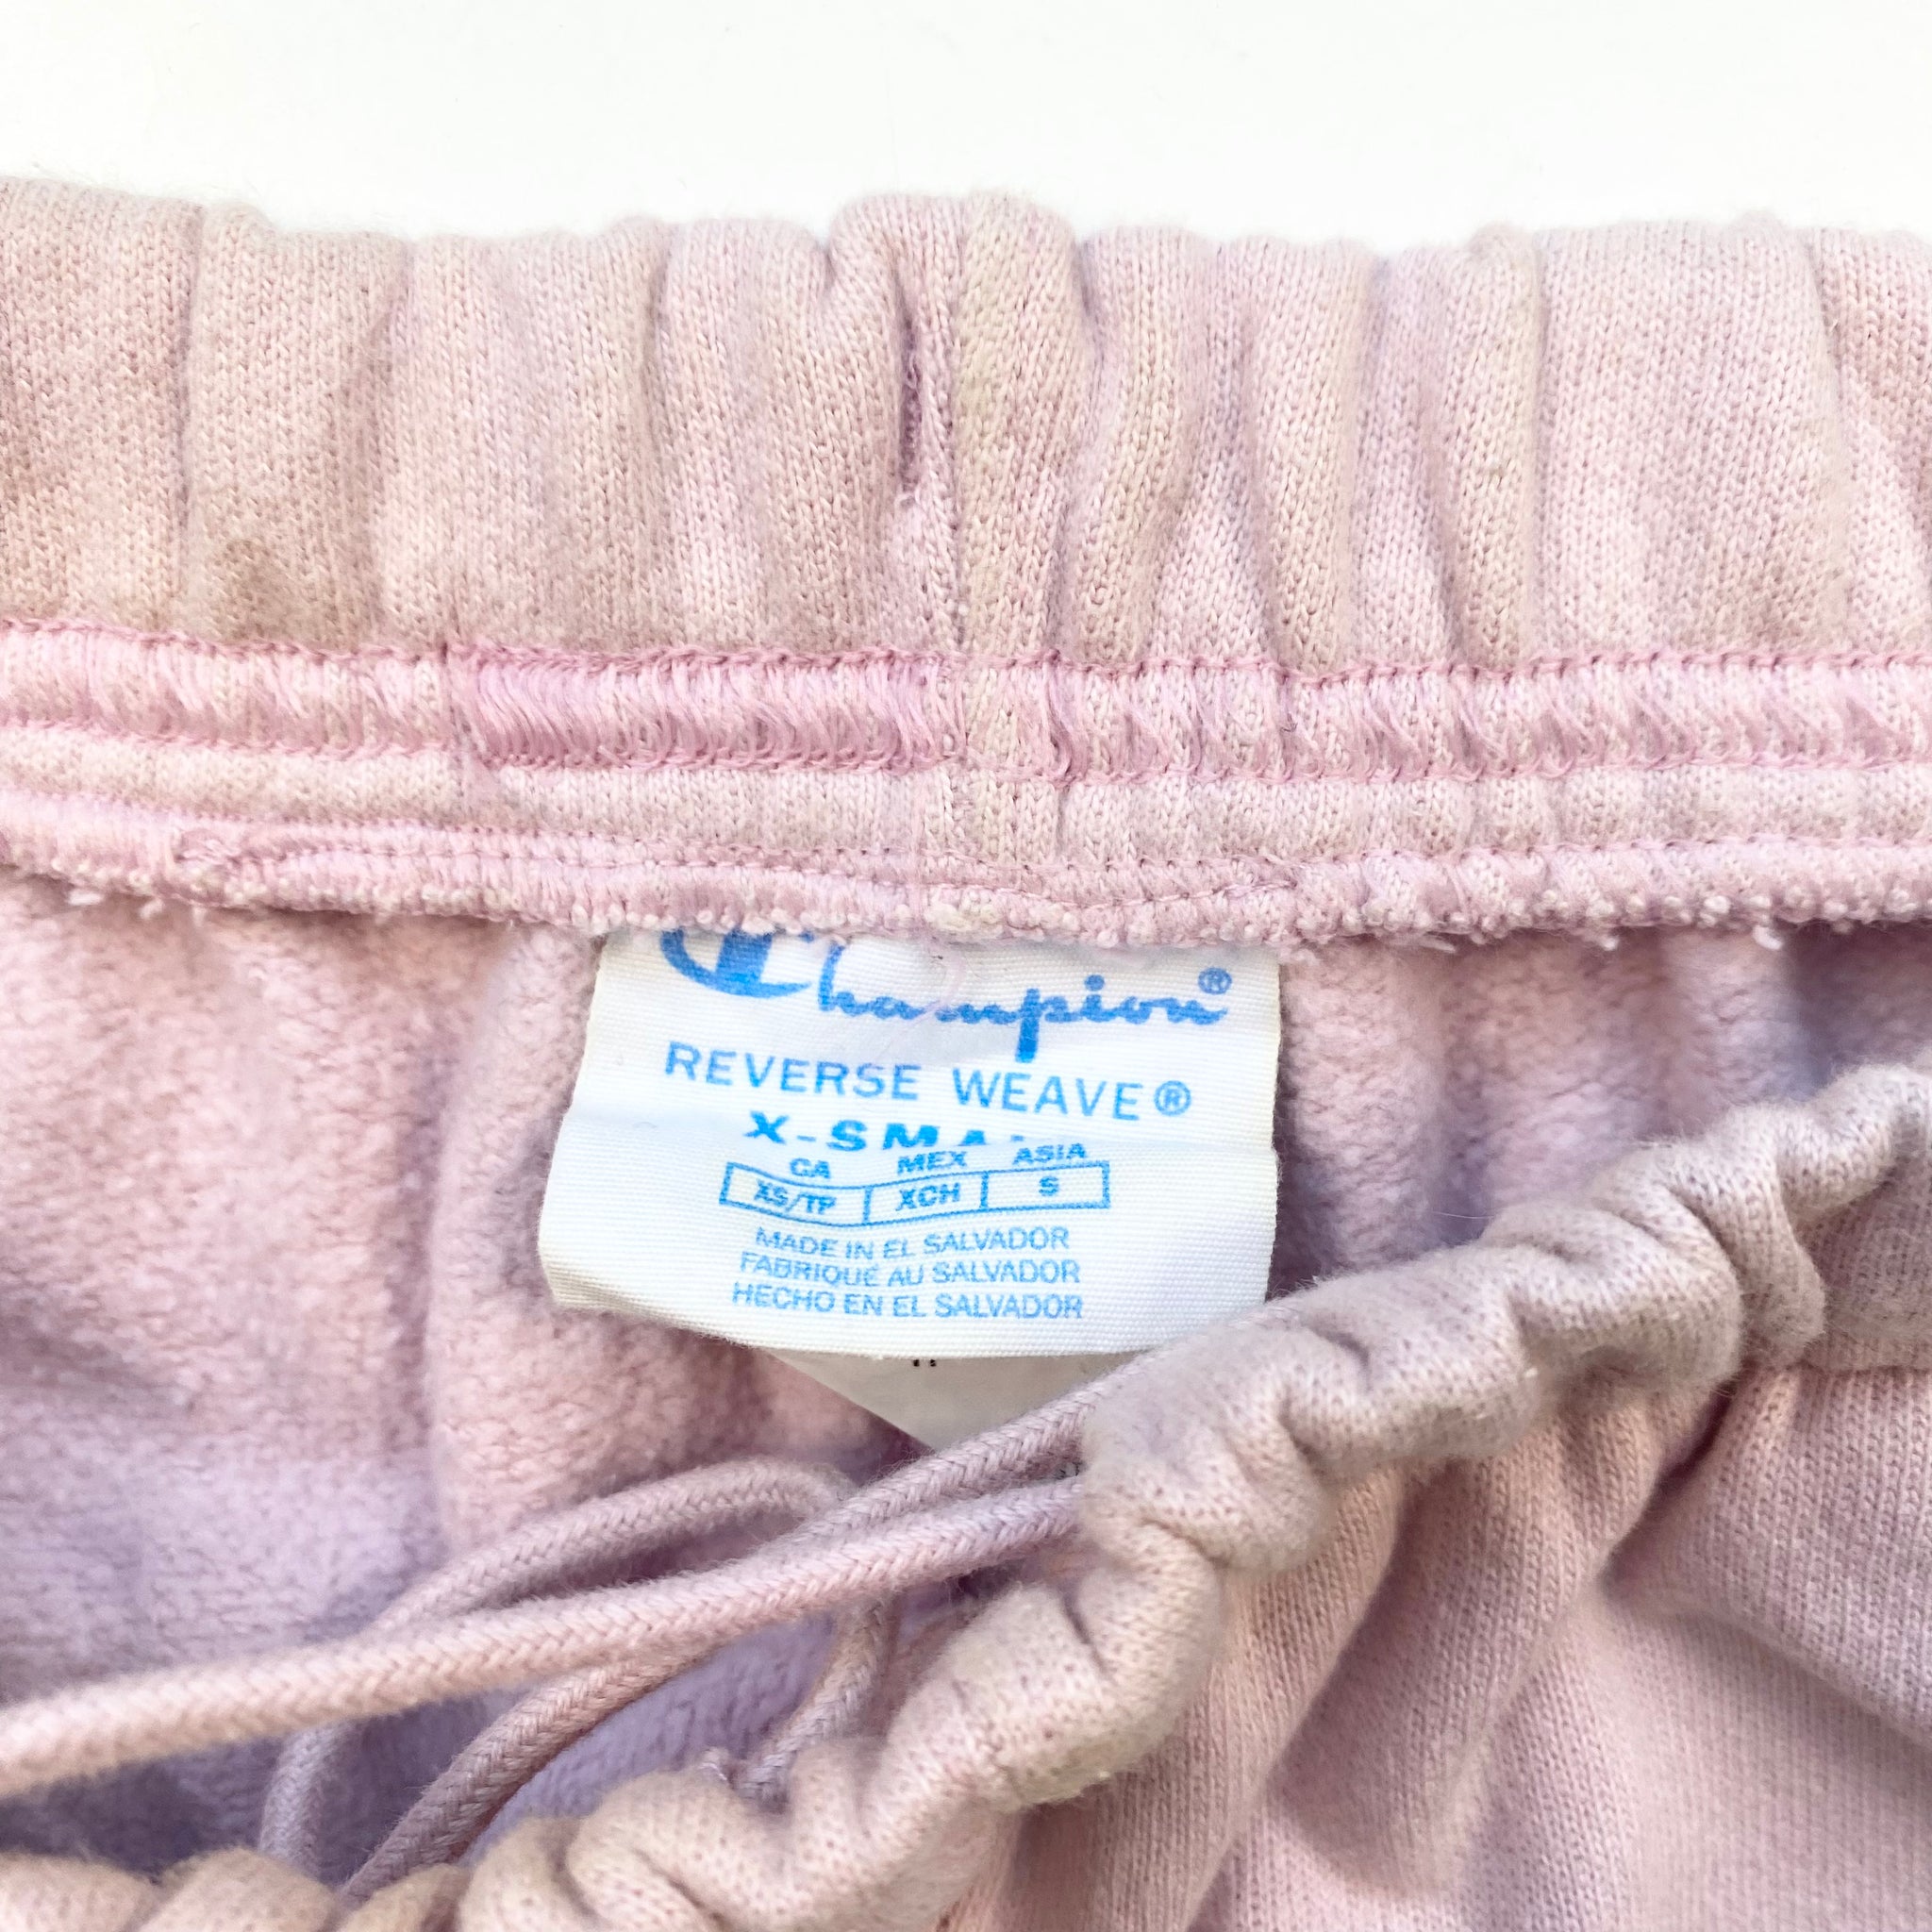 Champion®
REVERSE WEAVE®
CA MEX ASIA
XS/TP XCH S
MADE IN EL SALVADOR
FABRIQUÉ AU SALVADOR
HECHO EN EL SALVADOR